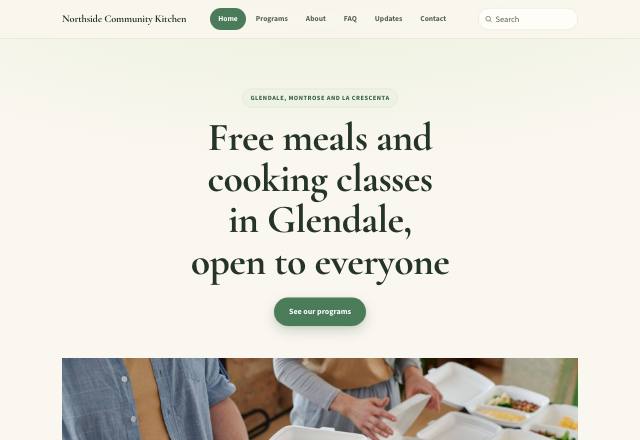 Northside Community Kitchen
Home
Programs
About
FAQ
Updates
Contact
Search
GLENDALE, MONTROSE AND LA CRESCENTA
Free meals and
cooking classes
in Glendale,
open to everyone
See our programs